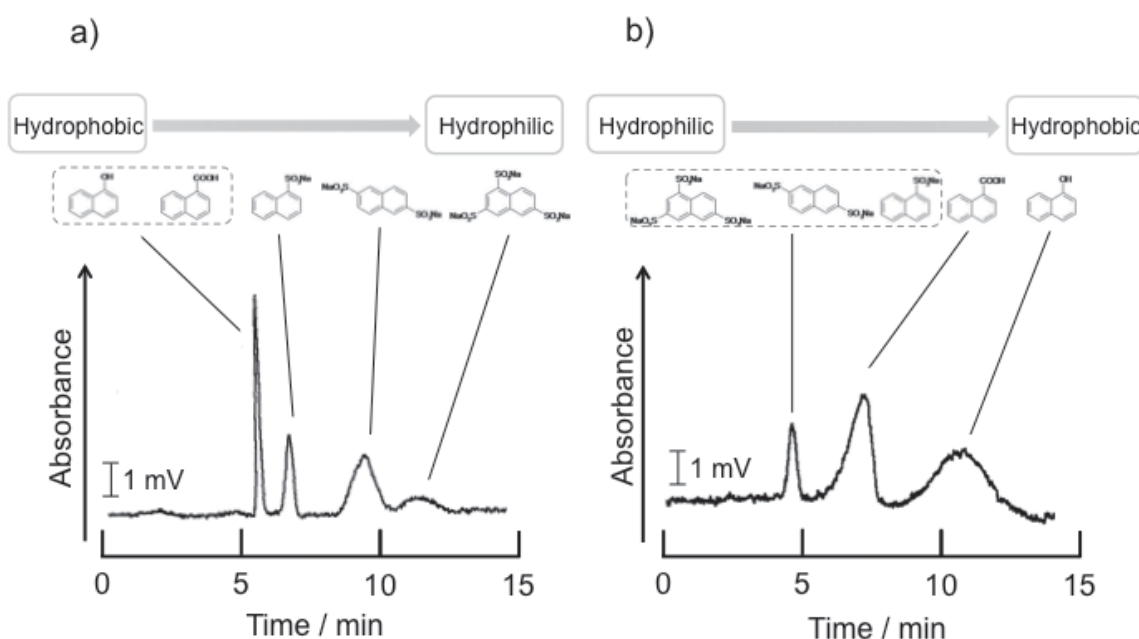 a)
Hydrophobic
Hydrophilic
OH
COOH
SO₃Na
NaO₃S
SO₃Na
SO₃Na
NaO₃S
SO₃Na
Absorbance
1 mV
0
5
10
15
Time / min
b)
Hydrophilic
Hydrophobic
SO₃Na
NaO₃S
SO₃Na
NaO₃S
SO₃Na
SO₃Na
COOH
OH
Absorbance
1 mV
0
5
10
15
Time / min